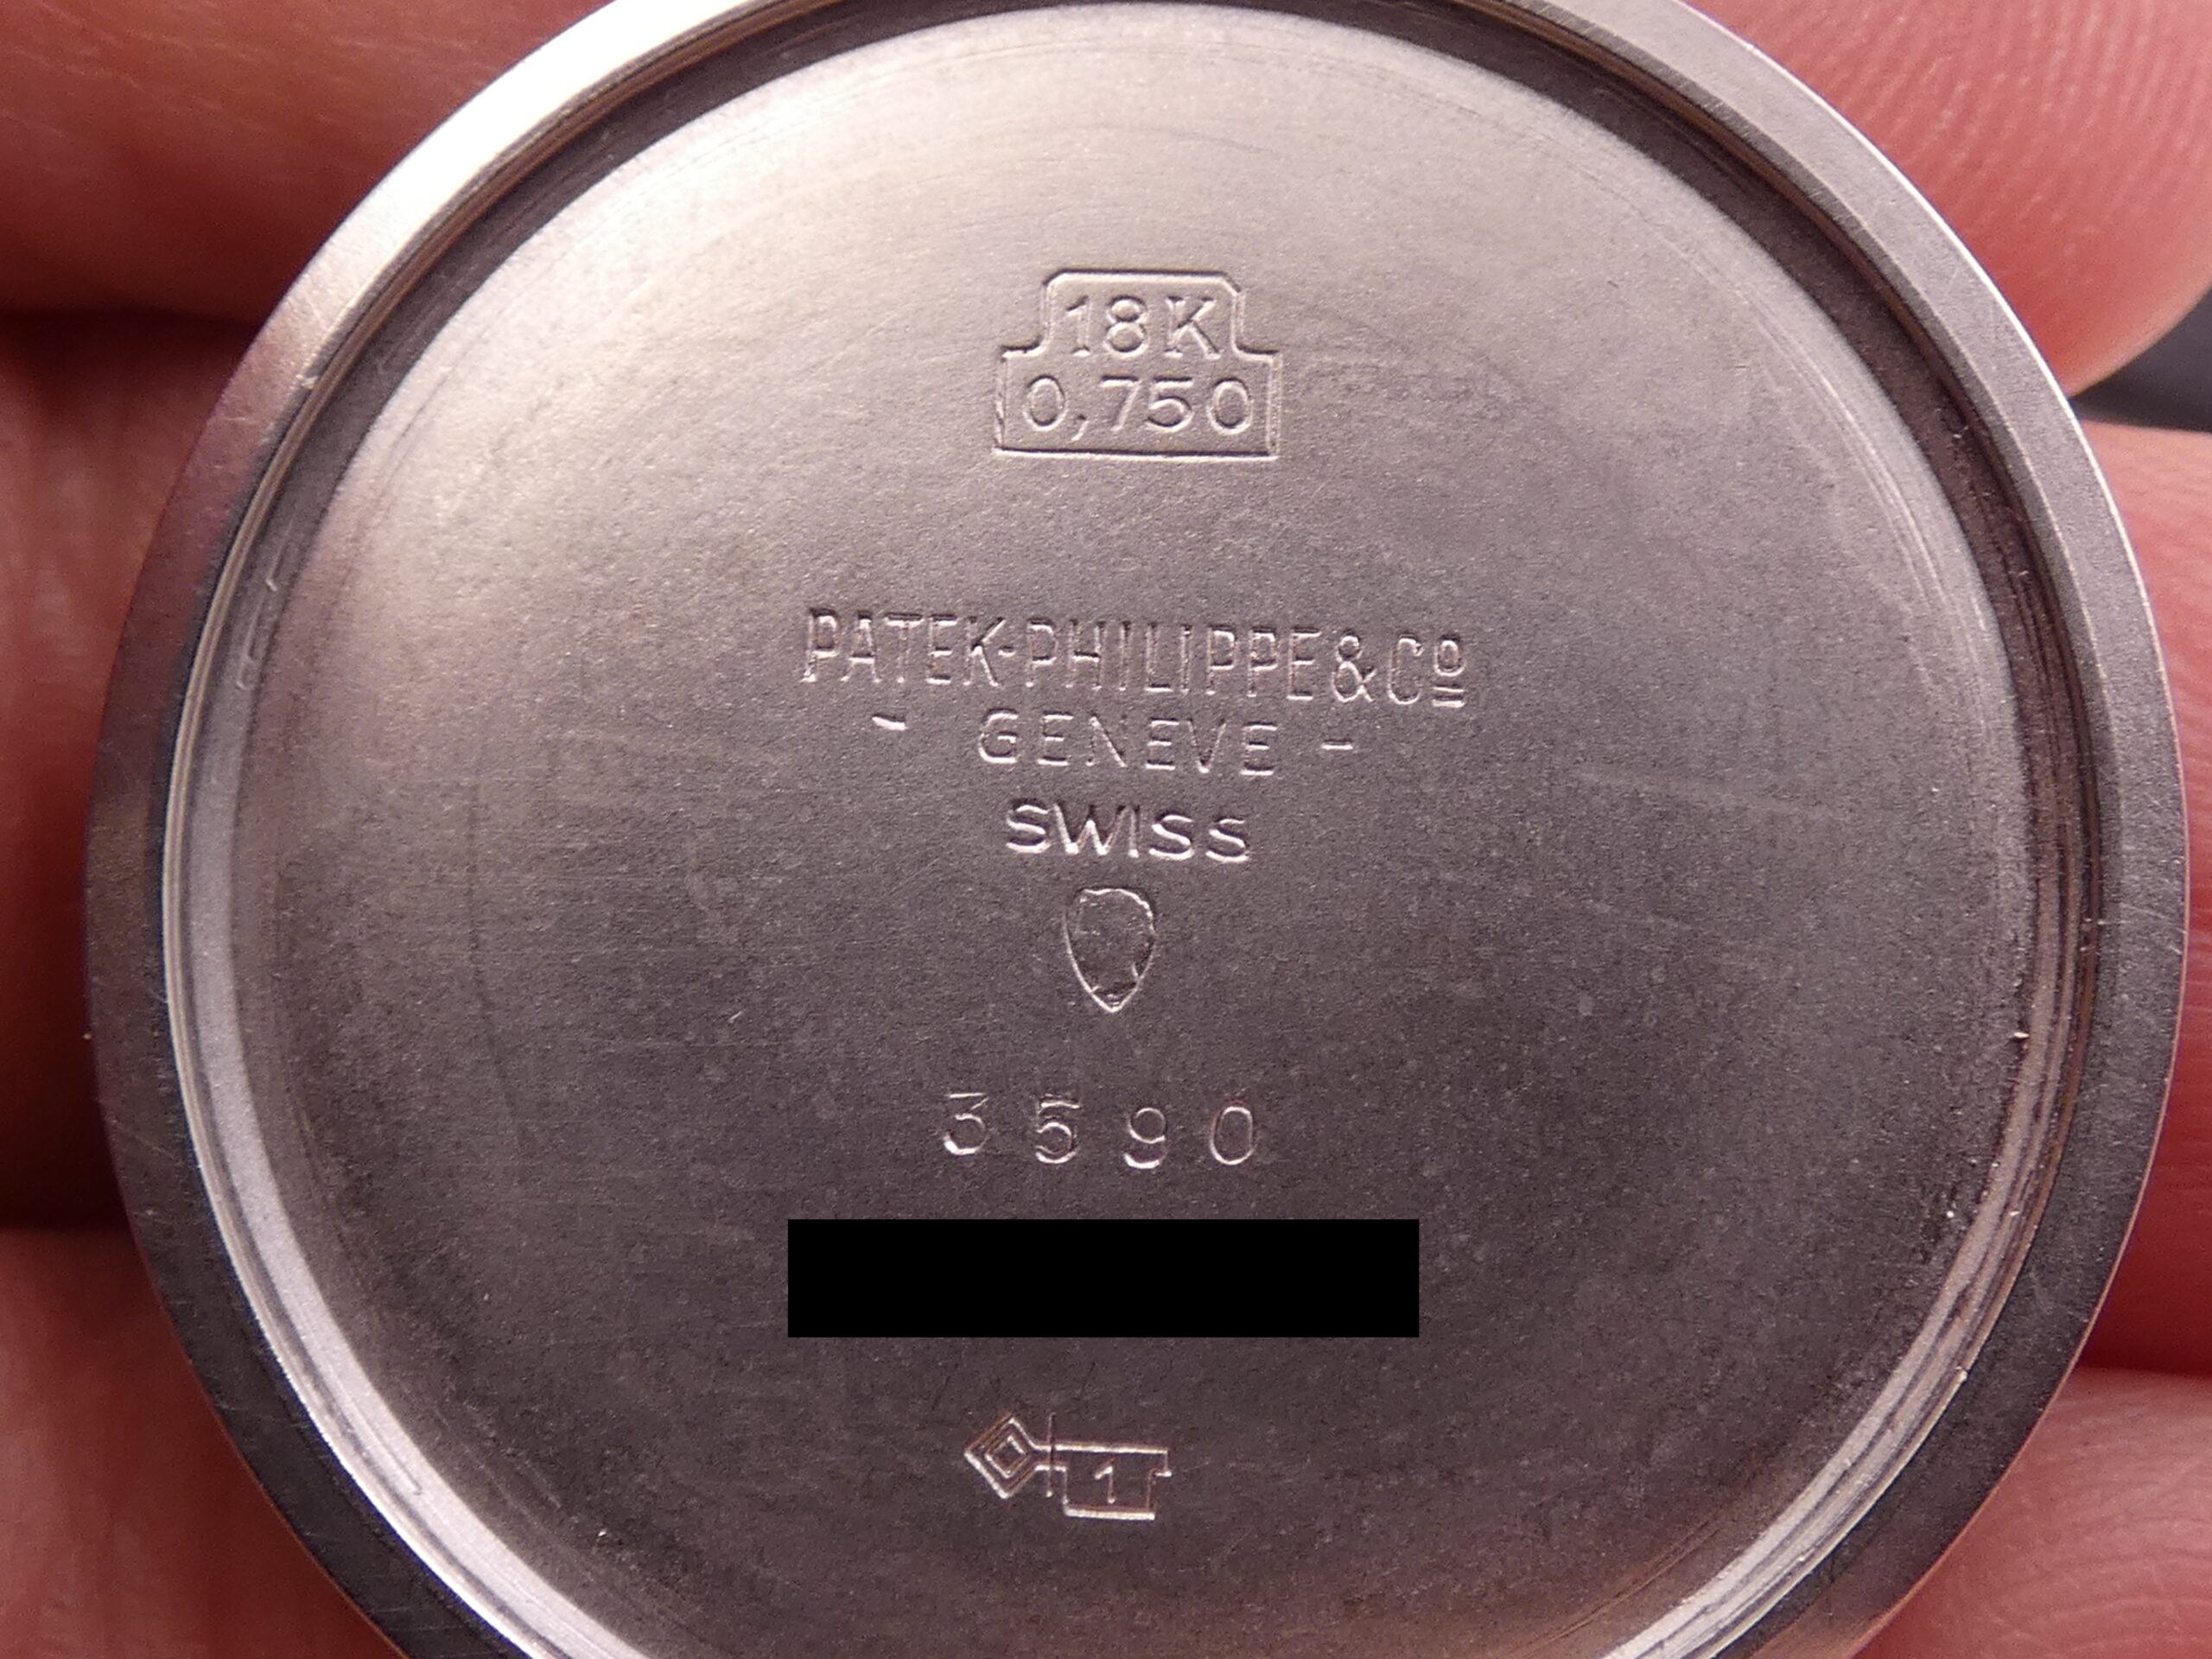 18K
0,750
PATEK·PHILIPPE & Cº
- GENEVE -
SWISS
3590
1